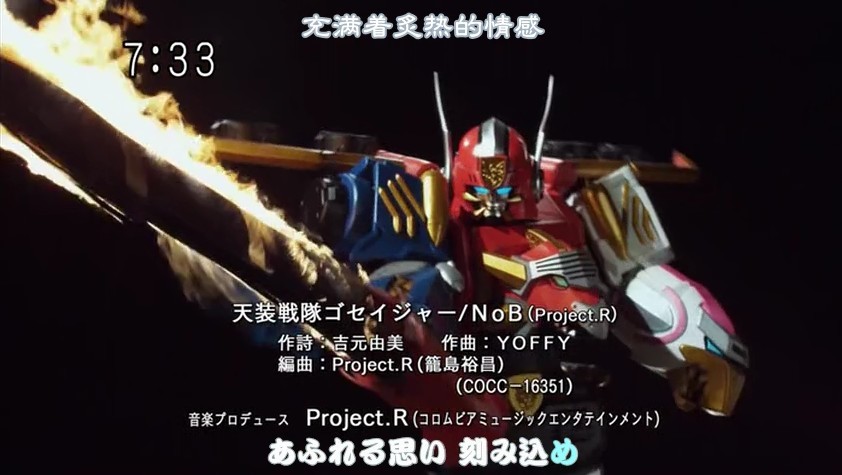 充满着炙热的情感
7:33
天装戦隊ゴセイジャー/NoB(Project.R)
作詩：吉元由美　作曲：YOFFY
編曲：Project.R(籠島裕昌)
(COCC－16351)
音楽プロデュース　Project.R(コロムビアミュージックエンタテインメント)
あふれる思い 刻み込め